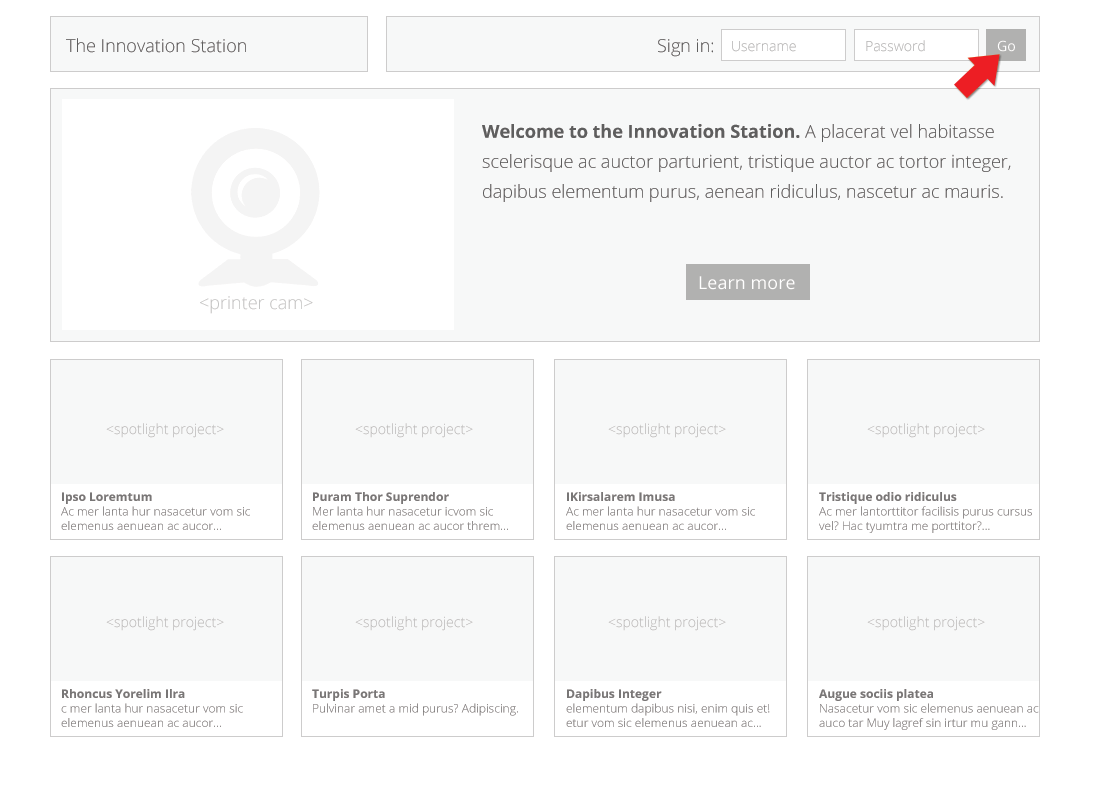 The Innovation Station
Sign in: Username Password Go
Welcome to the Innovation Station. A placerat vel habitasse
scelerisque ac auctor parturient, tristique auctor ac tortor integer,
dapibus elementum purus, aenean ridiculus, nascetur ac mauris.
Learn more
<printer cam>
<spotlight project>
Ipso Loremtum
Ac mer lanta hur nasacetur vom sic
elemenus aenuean ac aucor...
<spotlight project>
Puram Thor Suprendor
Mer lanta hur nasacetur icvom sic
elemenus aenuean ac aucor threm...
<spotlight project>
IKirsalarem Imusa
Ac mer lanta hur nasacetur vom sic
elemenus aenuean ac aucor...
<spotlight project>
Tristique odio ridiculus
Ac mer lantorttitor facilisis purus cursus
vel? Hac tyumtra me porttitor?...
<spotlight project>
Rhoncus Yorelim Ilra
c mer lanta hur nasacetur vom sic
elemenus aenuean ac aucor...
<spotlight project>
Turpis Porta
Pulvinar amet a mid purus? Adipiscing.
<spotlight project>
Dapibus Integer
elementum dapibus nisi, enim quis et!
etur vom sic elemenus aenuean ac...
<spotlight project>
Augue sociis platea
Nasacetur vom sic elemenus aenuean ac
auco tar Muy lagref sin irtur mu gann...